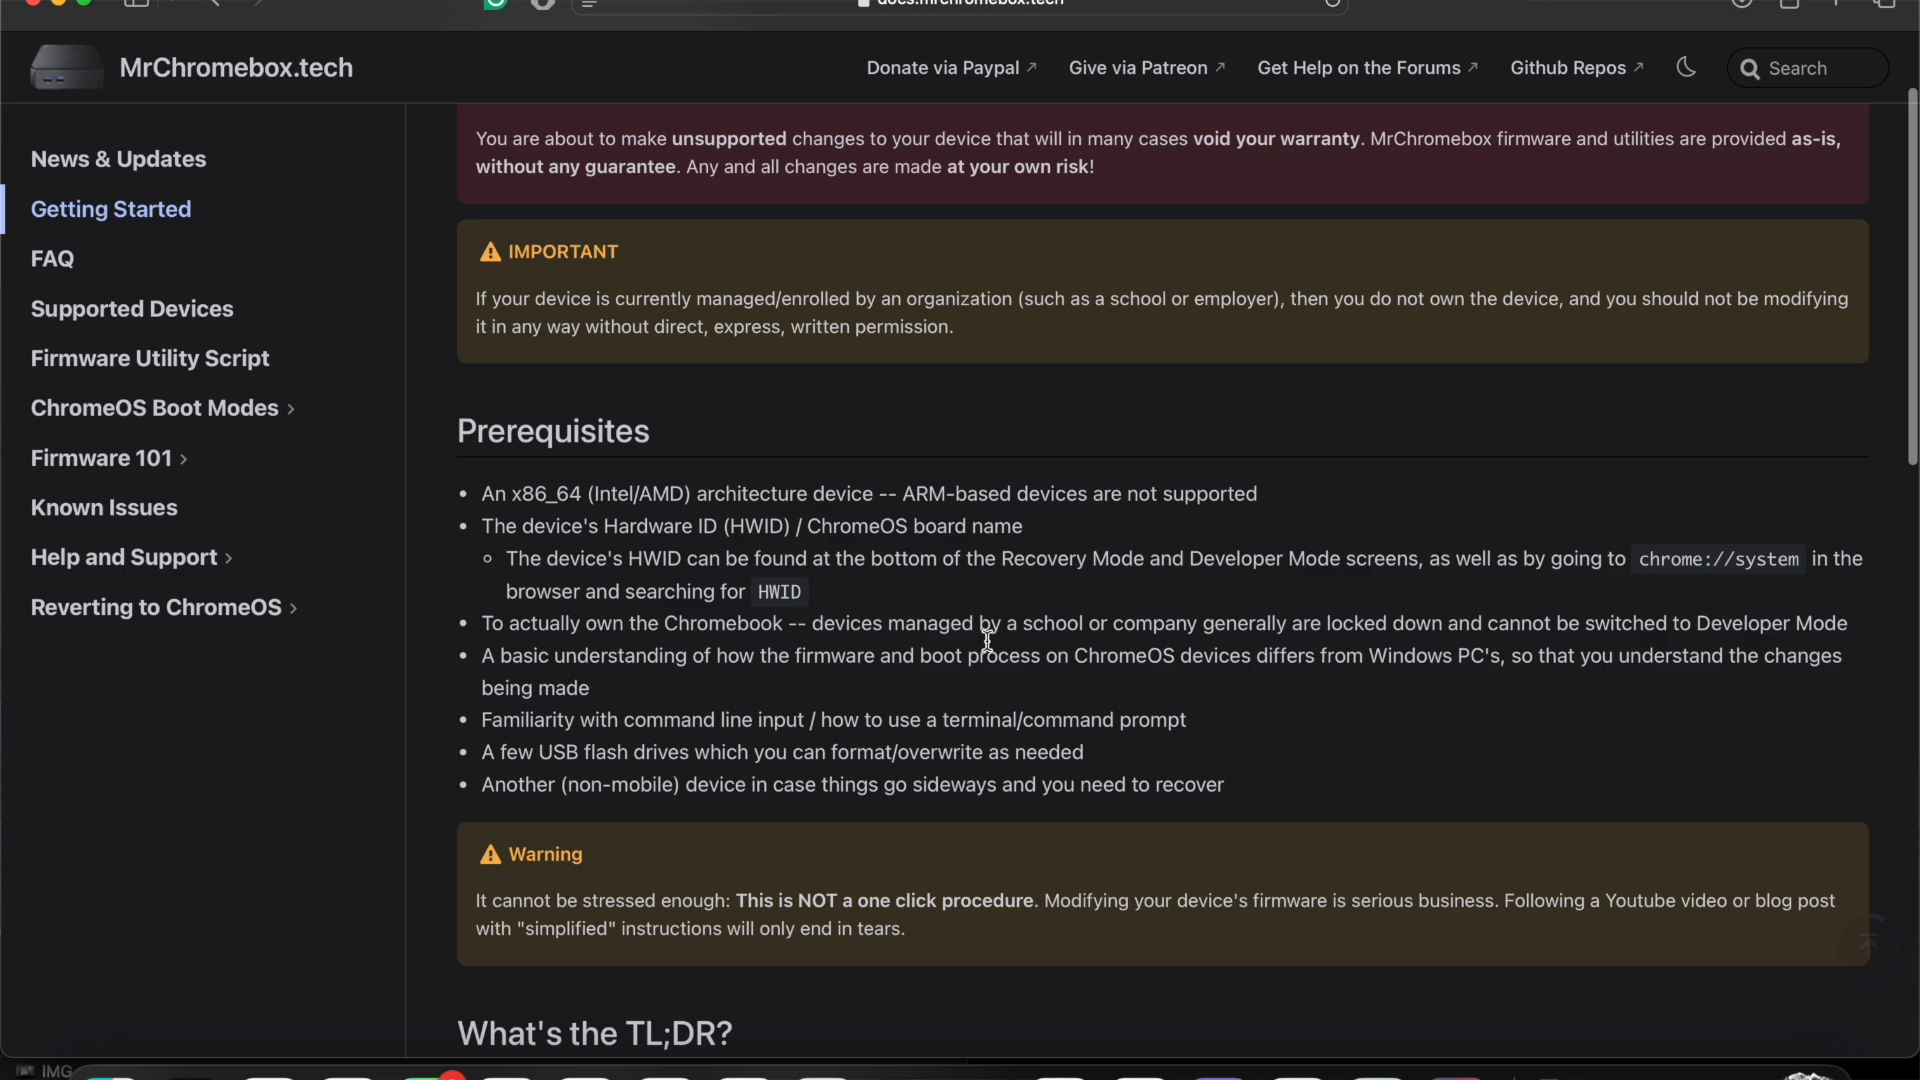 docs.mrchromebox.tech
MrChromebox.tech
Donate via Paypal
Give via Patreon
Get Help on the Forums
Github Repos
Search
News & Updates
Getting Started
FAQ
Supported Devices
Firmware Utility Script
ChromeOS Boot Modes
Firmware 101
Known Issues
Help and Support
Reverting to ChromeOS
You are about to make unsupported changes to your device that will in many cases void your warranty. MrChromebox firmware and utilities are provided as-is,
without any guarantee. Any and all changes are made at your own risk!
IMPORTANT
If your device is currently managed/enrolled by an organization (such as a school or employer), then you do not own the device, and you should not be modifying
it in any way without direct, express, written permission.
Prerequisites
• An x86_64 (Intel/AMD) architecture device -- ARM-based devices are not supported
• The device's Hardware ID (HWID) / ChromeOS board name
◦ The device's HWID can be found at the bottom of the Recovery Mode and Developer Mode screens, as well as by going to chrome://system in the
browser and searching for HWID
• To actually own the Chromebook -- devices managed by a school or company generally are locked down and cannot be switched to Developer Mode
• A basic understanding of how the firmware and boot process on ChromeOS devices differs from Windows PC's, so that you understand the changes
being made
• Familiarity with command line input / how to use a terminal/command prompt
• A few USB flash drives which you can format/overwrite as needed
• Another (non-mobile) device in case things go sideways and you need to recover
Warning
It cannot be stressed enough: This is NOT a one click procedure. Modifying your device's firmware is serious business. Following a Youtube video or blog post
with "simplified" instructions will only end in tears.
What's the TL;DR?
IMG